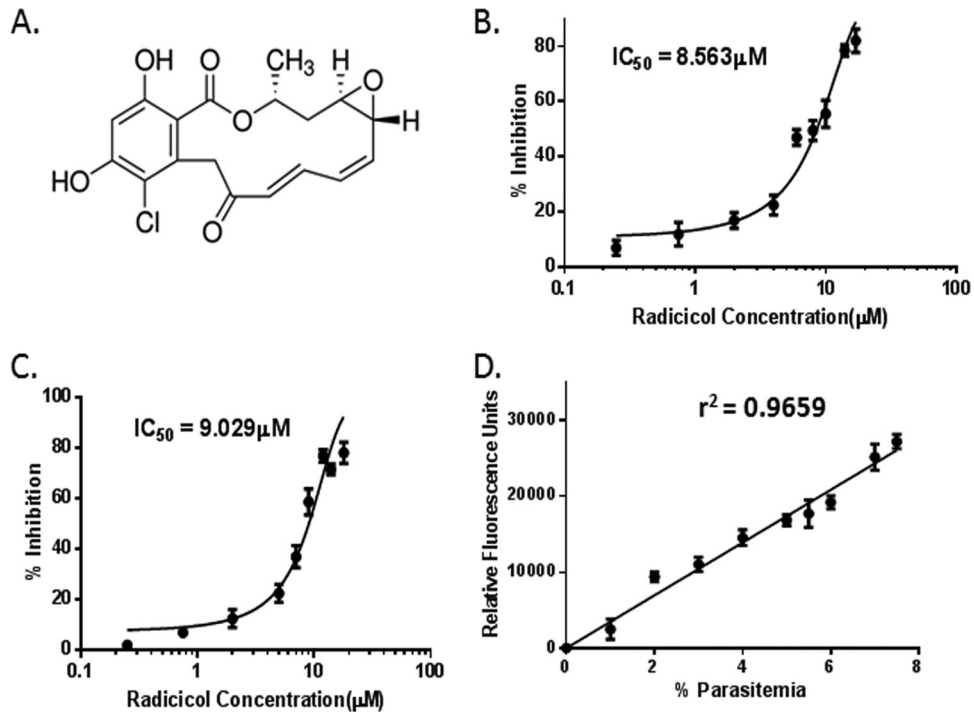 A.
OH
O
CH₃
H
O
O
H
HO
Cl
O
B.
IC₅₀ = 8.563μM
% Inhibition
80
60
40
20
0
0.1
1
10
100
Radicicol Concentration(μM)
C.
IC₅₀ = 9.029μM
% Inhibition
100
80
60
40
20
0
0.1
1
10
100
Radicicol Concentration(μM)
D.
r² = 0.9659
Relative Fluorescence Units
30000
20000
10000
0
0
2
4
6
8
% Parasitemia